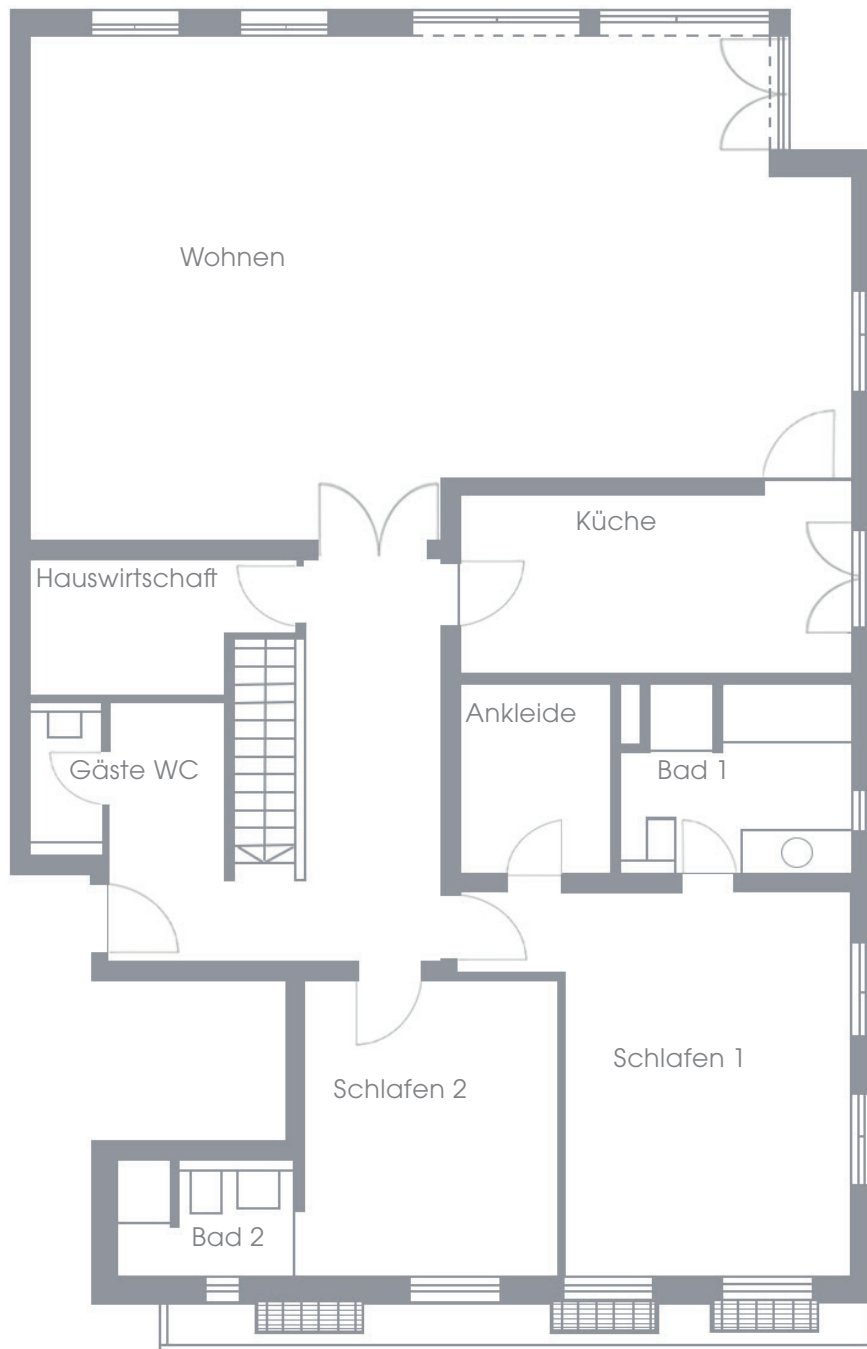 Wohnen
Küche
Hauswirtschaft
Ankleide
Gäste WC
Bad 1
Schlafen 1
Schlafen 2
Bad 2